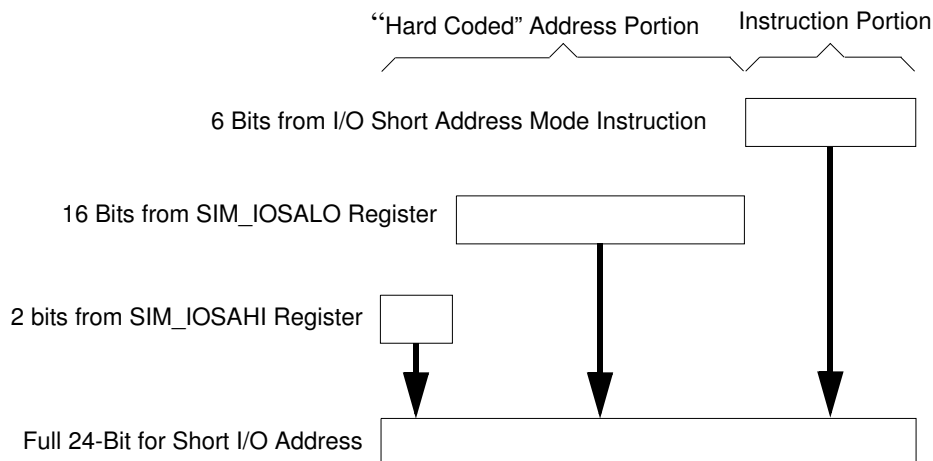 “Hard Coded” Address Portion
Instruction Portion
6 Bits from I/O Short Address Mode Instruction
16 Bits from SIM_IOSALO Register
2 bits from SIM_IOSAHI Register
Full 24-Bit for Short I/O Address